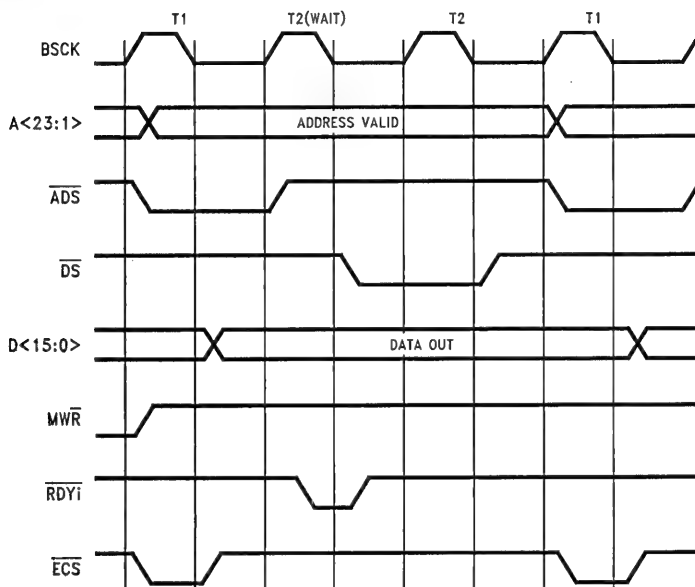 T1 T2(WAIT) T2 T1
BSCK
A<23:1> ADDRESS VALID
ADS
DS
D<15:0> DATA OUT
MWR
RDYi
ECS